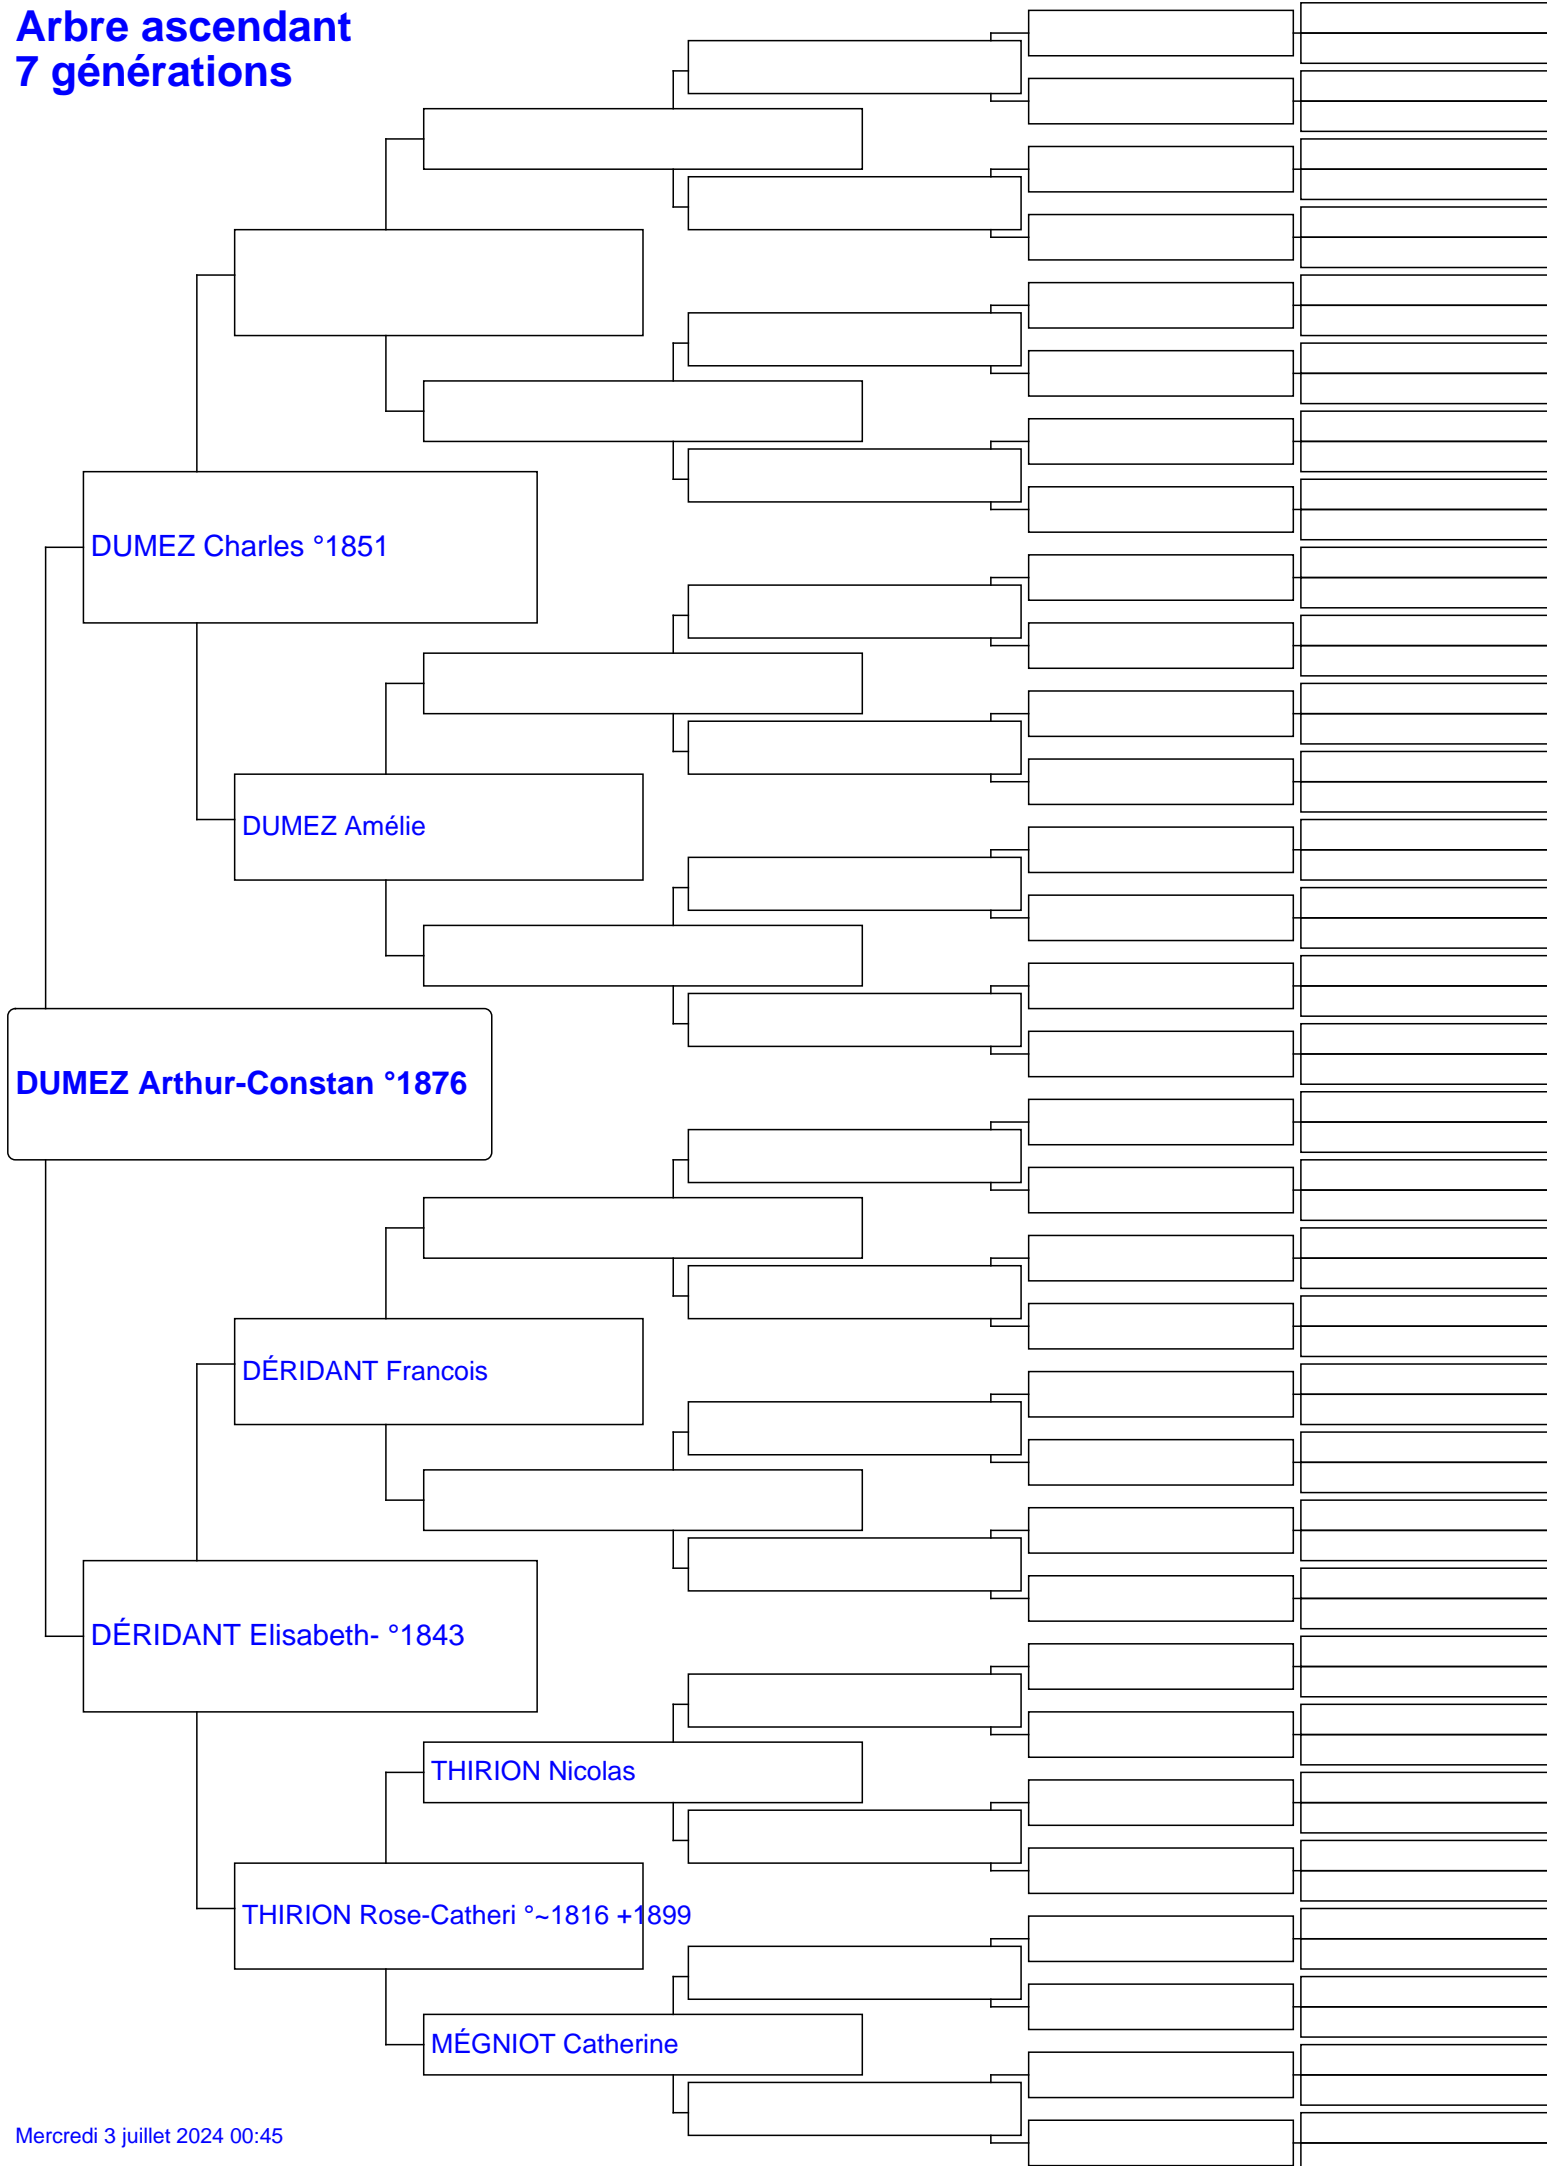 Arbre ascendant
7 générations
DUMEZ Charles °1851
DUMEZ Amélie
DUMEZ Arthur-Constan °1876
DÉRIDANT Francois
DÉRIDANT Elisabeth- °1843
THIRION Nicolas
THIRION Rose-Catheri °~1816 +1899
MÉGNIOT Catherine
Mercredi 3 juillet 2024 00:45